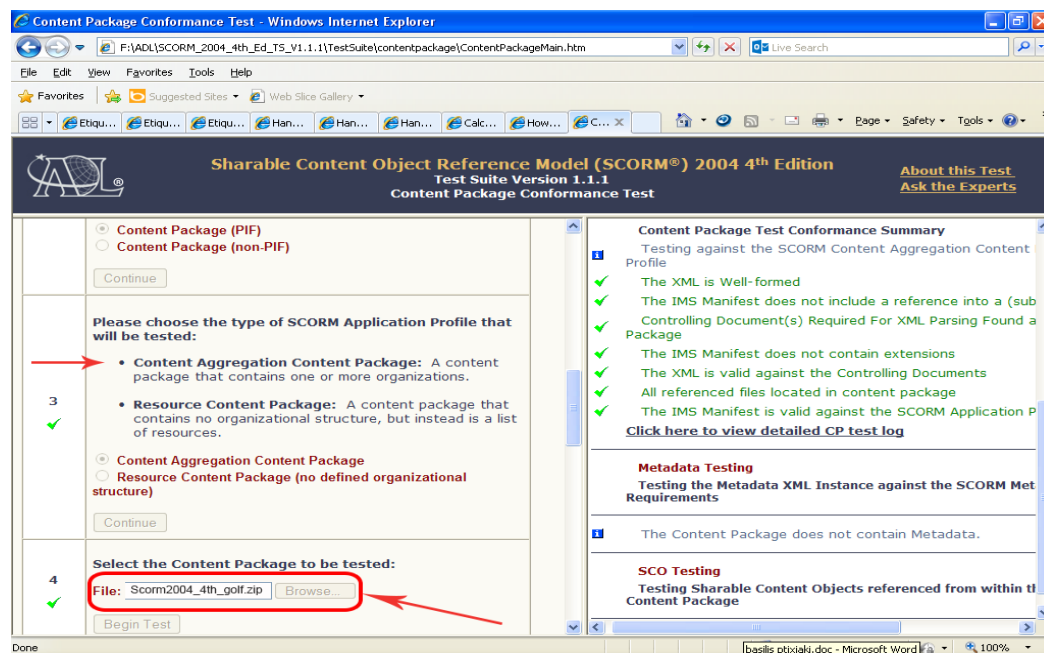 Content Package Conformance Test - Windows Internet Explorer
F:\ADL\SCORM_2004_4th_Ed_TS_V1.1.1\TestSuite\contentpackage\ContentPackageMain.htm
Live Search
File Edit View Favorites Tools Help
Favorites Suggested Sites Web Slice Gallery
Etiqu... Etiqu... Etiqu... Han... Han... Han... Calc... How... C... X Page Safety Tools
ADL ®
Sharable Content Object Reference Model (SCORM®) 2004 4th Edition
Test Suite Version 1.1.1
Content Package Conformance Test
About this Test
Ask the Experts
Content Package (PIF)
Content Package (non-PIF)
Continue
3
Please choose the type of SCORM Application Profile that
will be tested:
• Content Aggregation Content Package: A content
package that contains one or more organizations.
• Resource Content Package: A content package that
contains no organizational structure, but instead is a list
of resources.
Content Aggregation Content Package
Resource Content Package (no defined organizational
structure)
Continue
4
Select the Content Package to be tested:
File: Scorm2004_4th_golf.zip Browse...
Begin Test
Content Package Test Conformance Summary
Testing against the SCORM Content Aggregation Content
Profile
The XML is Well-formed
The IMS Manifest does not include a reference into a (sub
Controlling Document(s) Required For XML Parsing Found a
Package
The IMS Manifest does not contain extensions
The XML is valid against the Controlling Documents
All referenced files located in content package
The IMS Manifest is valid against the SCORM Application P
Click here to view detailed CP test log
Metadata Testing
Testing the Metadata XML Instance against the SCORM Met
Requirements
The Content Package does not contain Metadata.
SCO Testing
Testing Sharable Content Objects referenced from within th
Content Package
Done
basilis ptixiaki.doc - Microsoft Word
100%